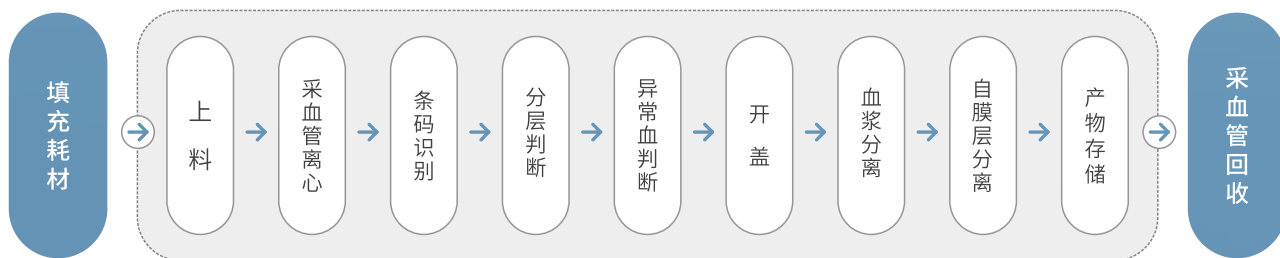 填充耗材
上料
采血管离心
条码识别
分层判断
异常血判断
开盖
血浆分离
自膜层分离
产物存储
采血管回收